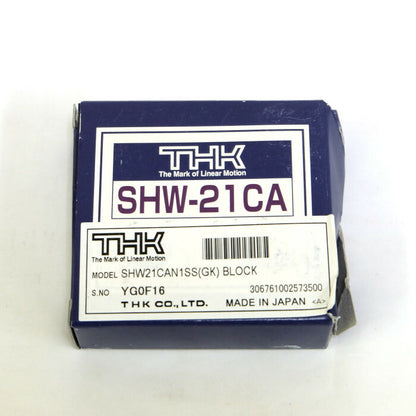 THK
The Mark of Linear Motion
SHW-21CA
THK
The Mark of Linear Motion
MODEL SHW21CAN1SS(GK) BLOCK
S.NO YG0F16 306761002573500
THK CO., LTD. MADE IN JAPAN <A>